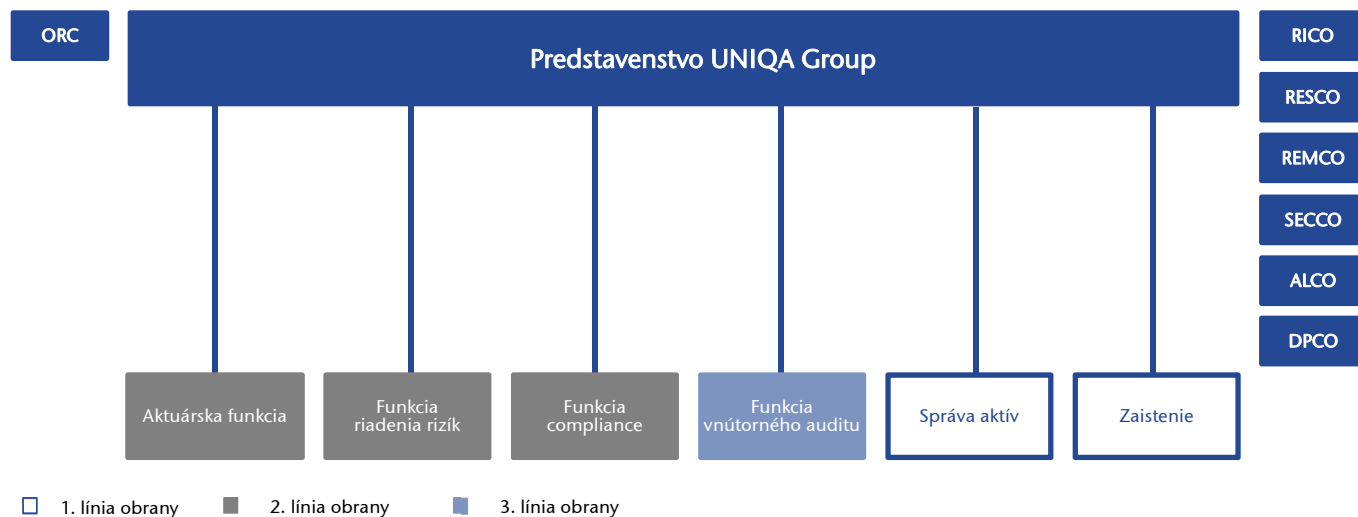 ORC
Predstavenstvo UNIQA Group
RICO
RESCO
REMCO
SECCO
ALCO
DPCO
Aktuárska funkcia
Funkcia
riadenia rizík
Funkcia
compliance
Funkcia
vnútorného auditu
Správa aktív
Zaistenie
1. línia obrany
2. línia obrany
3. línia obrany